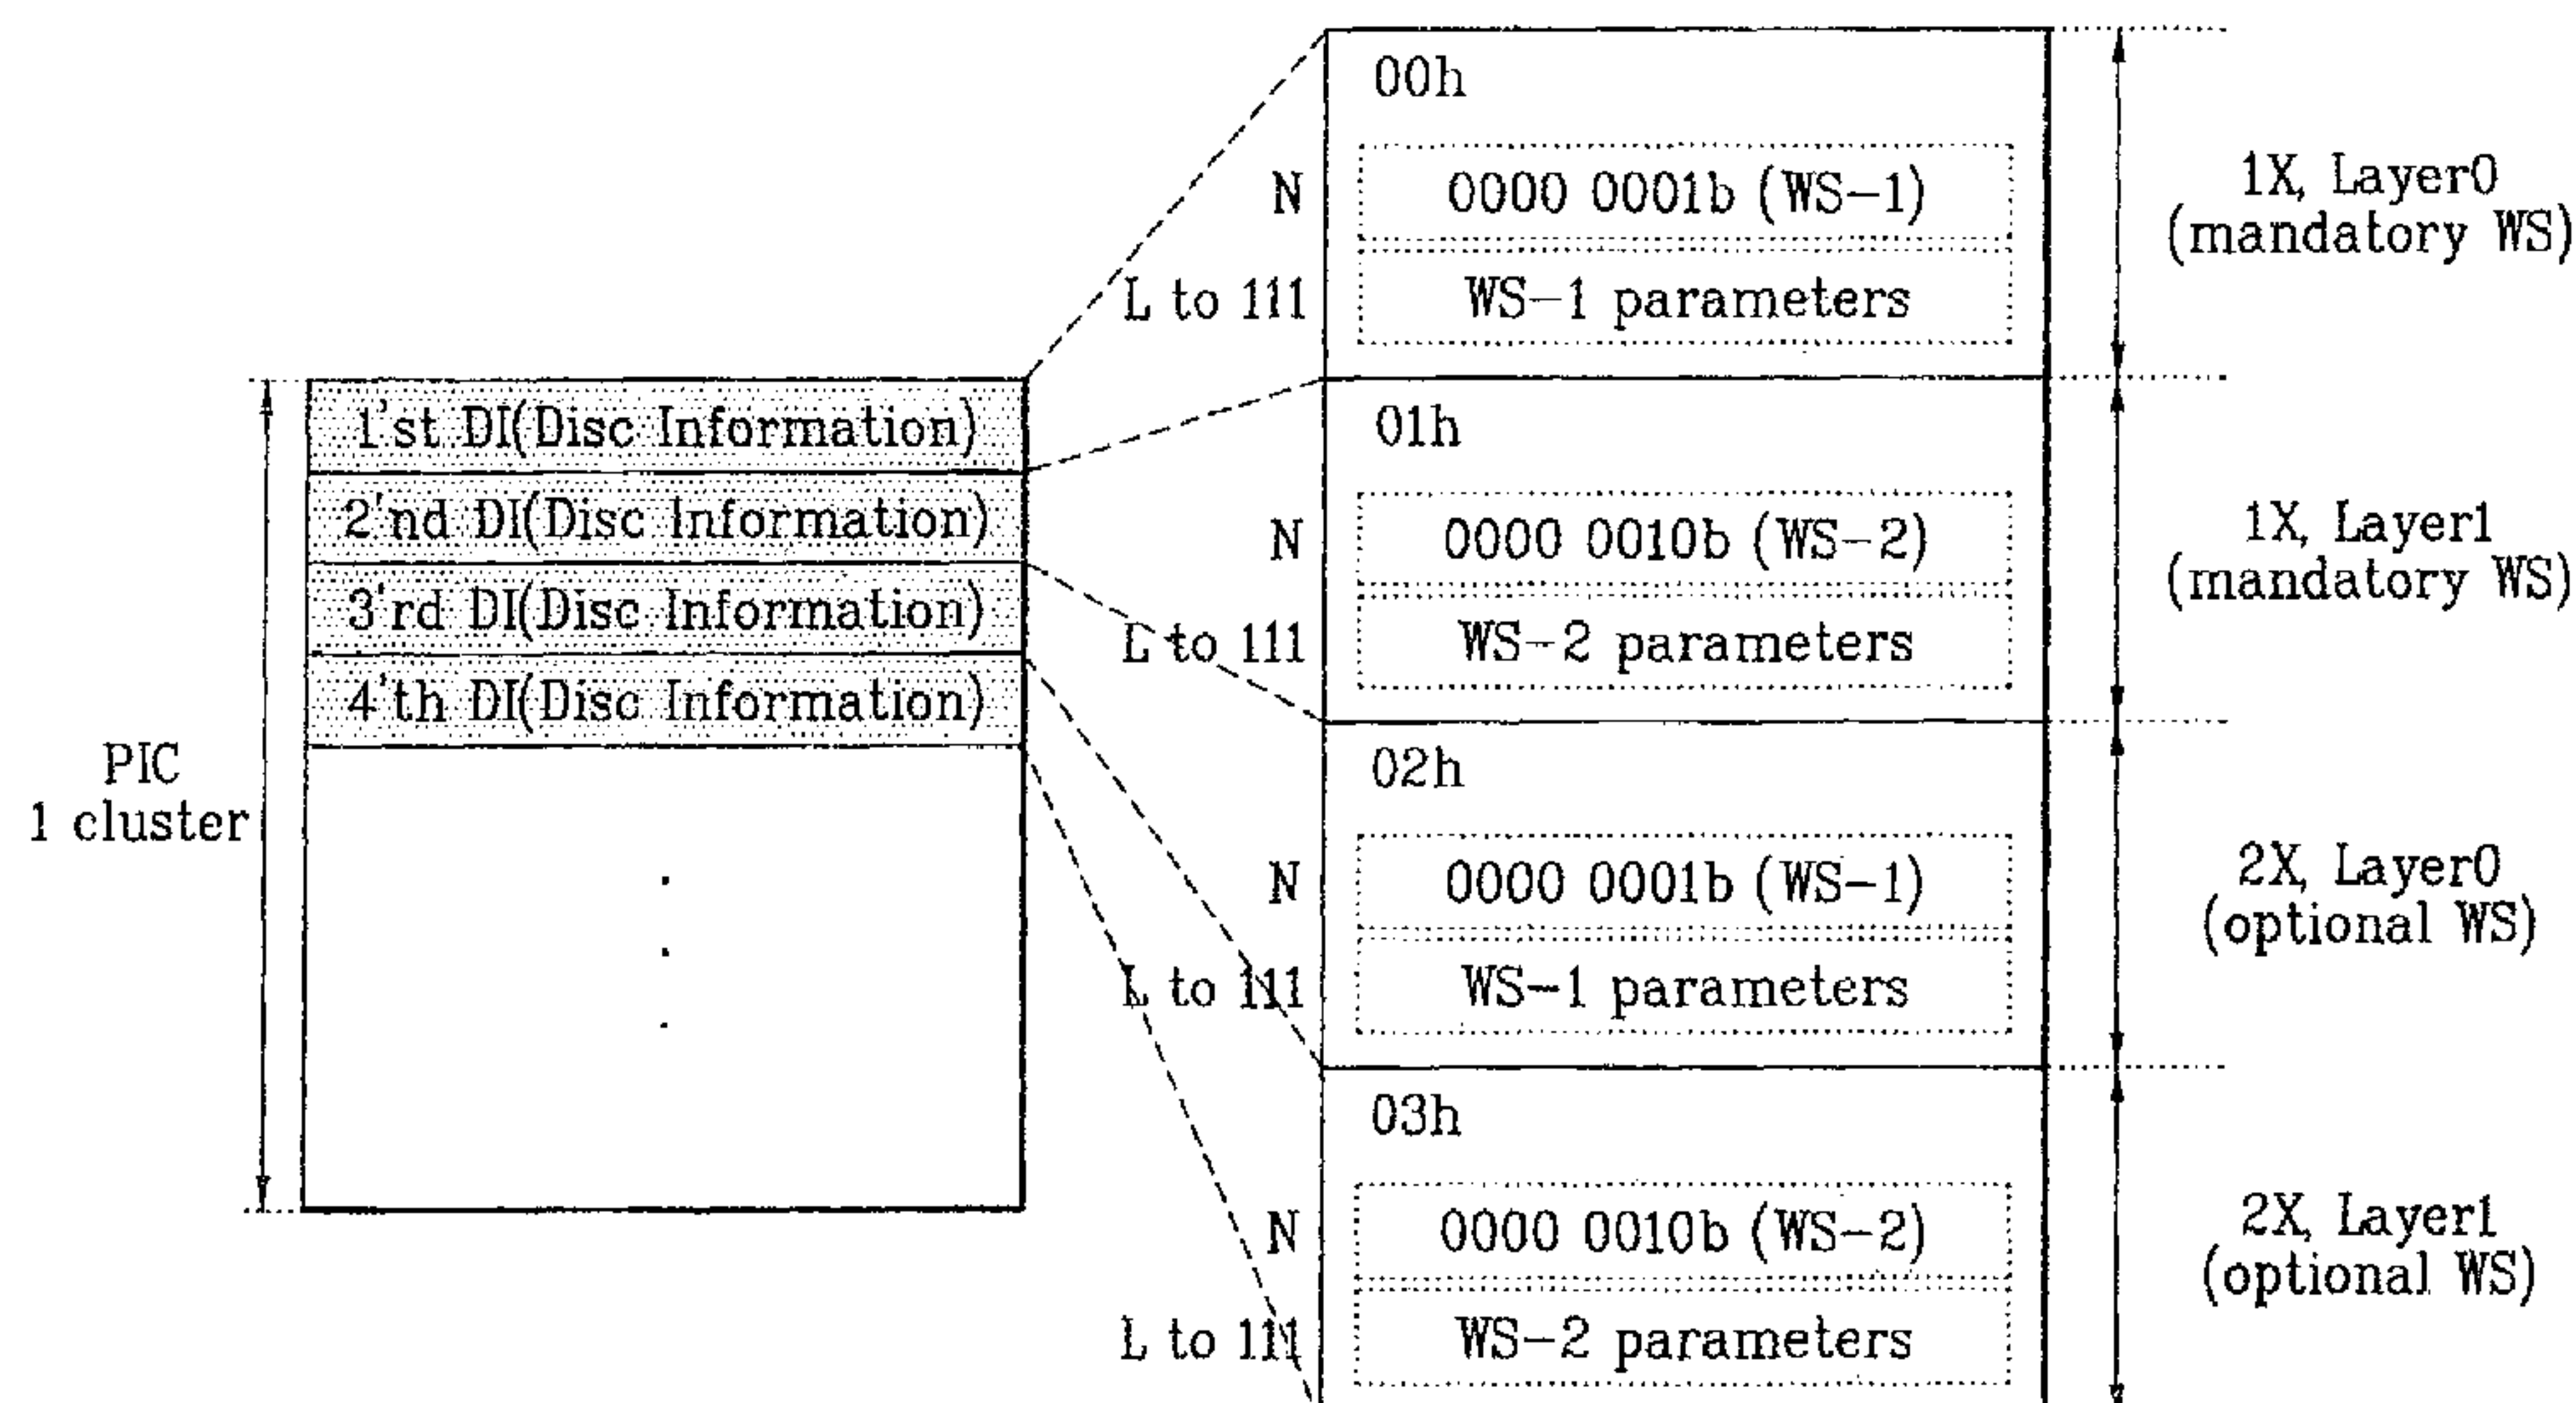 1'st DI(Disc Information)
2'nd DI(Disc Information)
3'rd DI(Disc Information)
4'th DI(Disc Information)
PIC
1 cluster
00h
N
0000 0001b (WS-1)
L to 111
WS-1 parameters
1X, Layer0
(mandatory WS)
01h
N
0000 0010b (WS-2)
L to 111
WS-2 parameters
1X, Layer1
(mandatory WS)
02h
N
0000 0001b (WS-1)
L to 111
WS-1 parameters
2X, Layer0
(optional WS)
03h
N
0000 0010b (WS-2)
L to 111
WS-2 parameters
2X, Layer1
(optional WS)